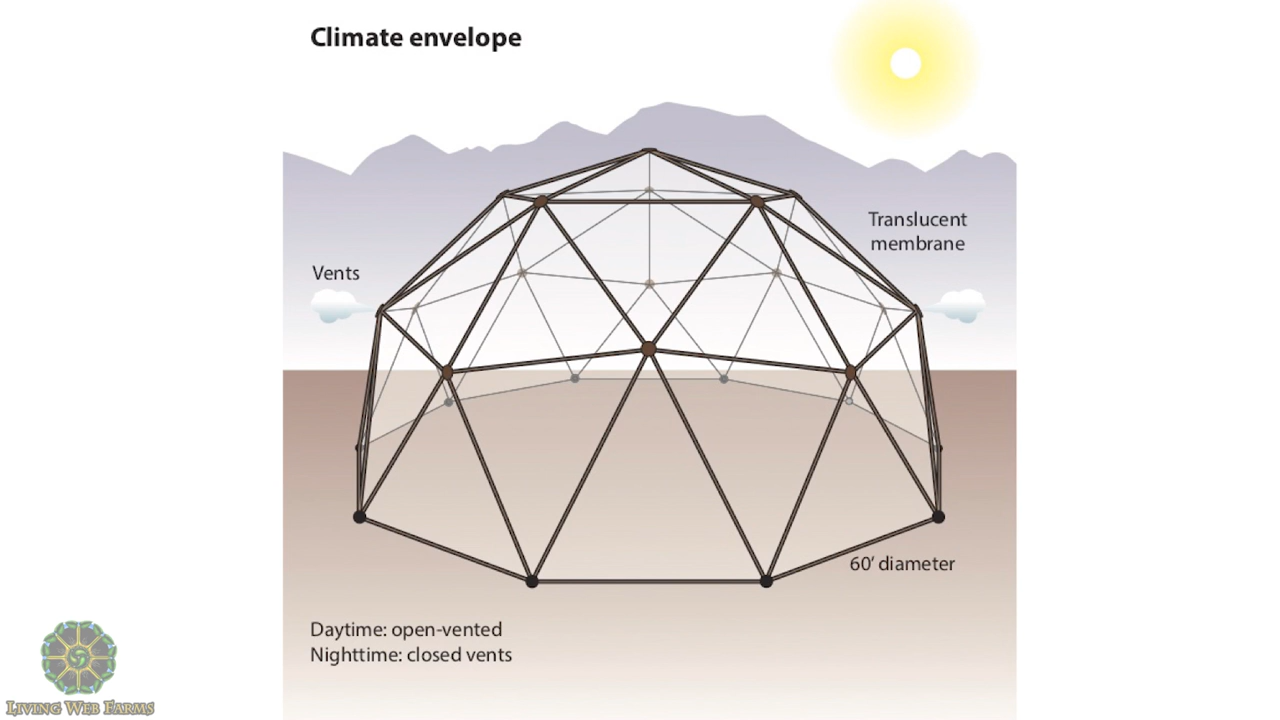 Climate envelope
Translucent
membrane
Vents
60' diameter
Daytime: open-vented
Nighttime: closed vents
Living Web Farms